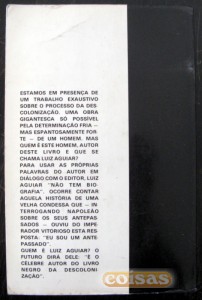 ESTAMOS EM PRESENÇA DE
UM TRABALHO EXAUSTIVO
SOBRE O PROCESSO DA DES-
COLONIZAÇÃO. UMA OBRA
GIGANTESCA SÓ POSSÍVEL
PELA DETERMINAÇÃO FRIA —
MAS ESPANTOSAMENTE FOR-
TE — DE UM HOMEM. MAS
QUEM É ESTE HOMEM, AUTOR
DESTE LIVRO E QUE SE
CHAMA LUIZ AGUIAR?
PARA USAR AS PRÓPRIAS
PALAVRAS DO AUTOR EM
DIÁLOGO COM O EDITOR, LUIZ
AGUIAR "NÃO TEM BIO-
GRAFIA". OCORRE CONTAR
AQUELA HISTÓRIA DE UMA
VELHA CONDESSA QUE — IN-
TERROGANDO NAPOLEÃO
SOBRE OS SEUS ANTEPAS-
SADOS — OUVIU DO IMPE-
RADOR VITORIOSO ESTA RES-
POSTA: "EU SOU UM ANTE-
PASSADO".
QUEM É LUIZ AGUIAR? O
FUTURO DIRÁ DELE: "É O
CÉLEBRE AUTOR DO LIVRO
NEGRO DA DESCOLONI-
ZAÇÃO".
coisas